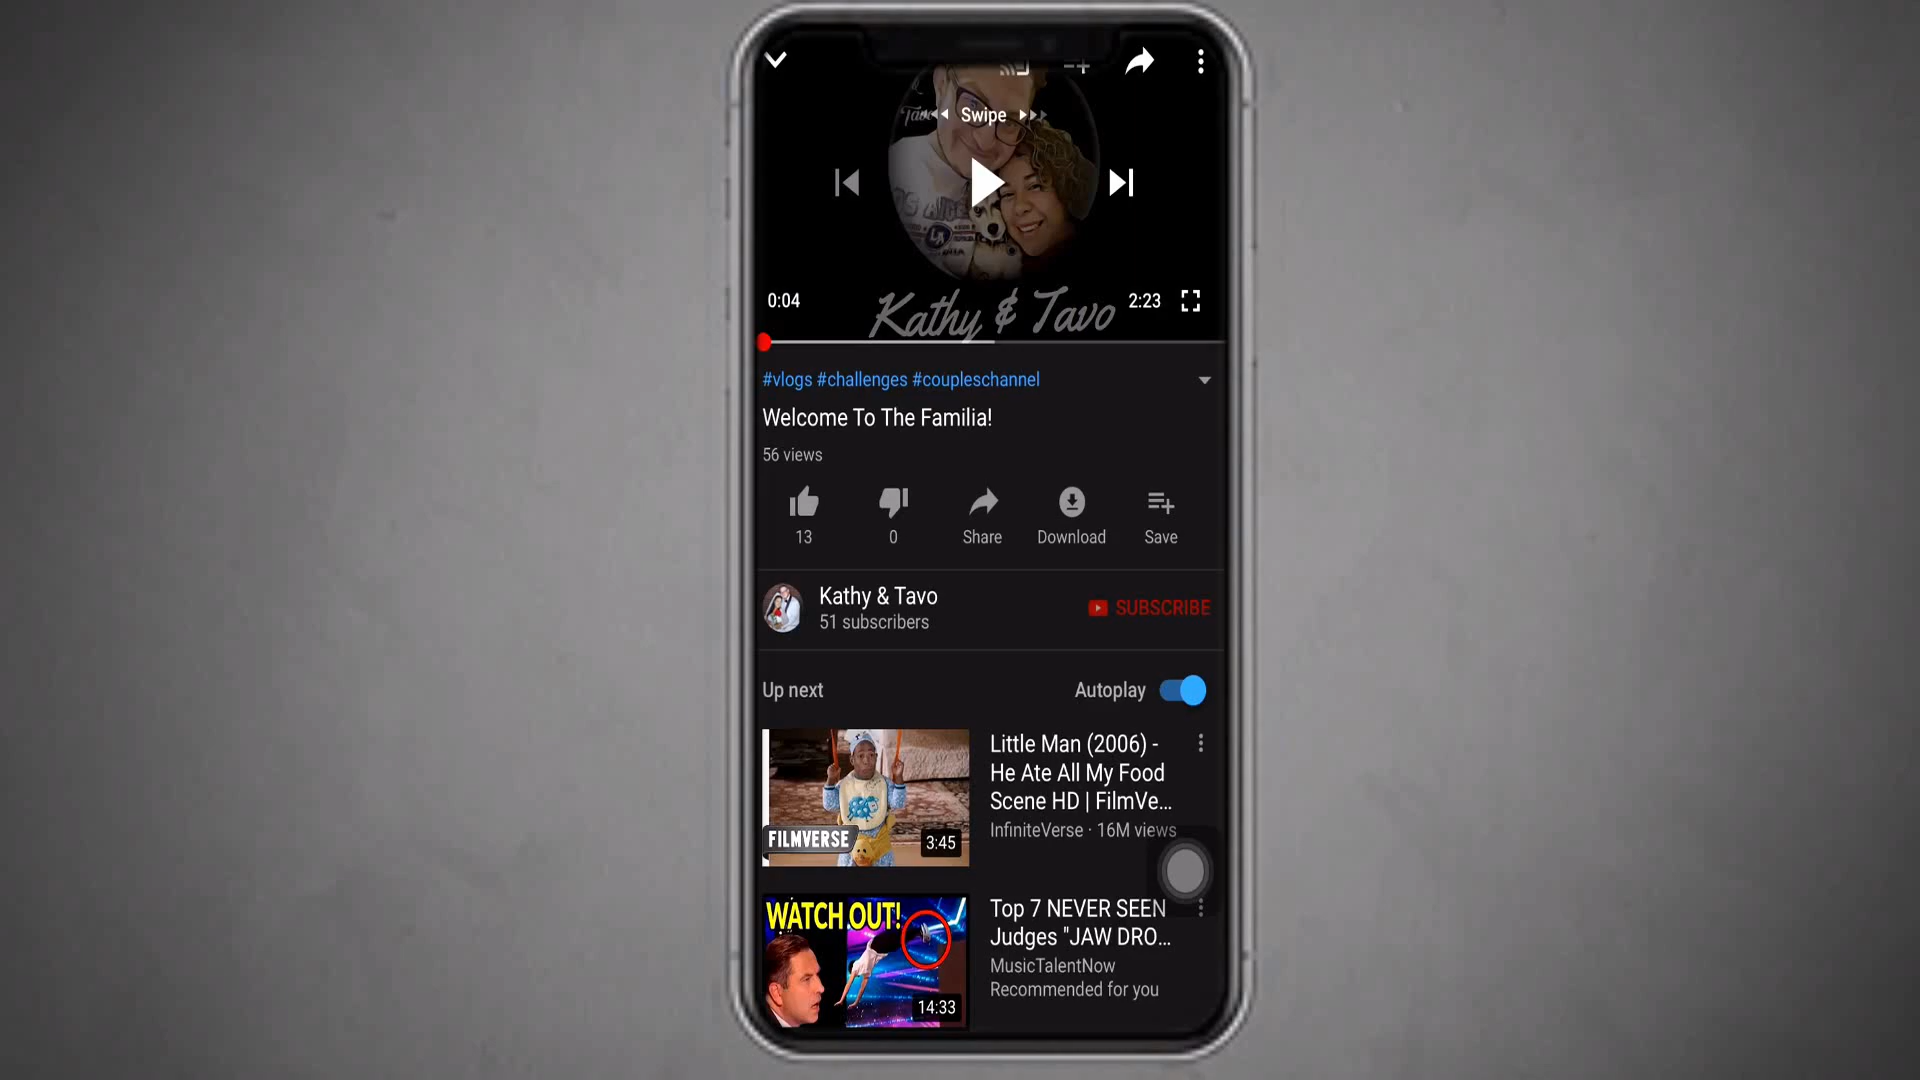 Swipe
0:04
2:23
Kathy & Tavo
#vlogs #challenges #coupleschannel
Welcome To The Familia!
56 views
13
0
Share
Download
Save
Kathy & Tavo
51 subscribers
SUBSCRIBE
Up next
Autoplay
Little Man (2006) -
He Ate All My Food
Scene HD | FilmVe...
InfiniteVerse · 16M views
FILMVERSE
3:45
WATCH OUT!
14:33
Top 7 NEVER SEEN
Judges "JAW DRO...
MusicTalentNow
Recommended for you